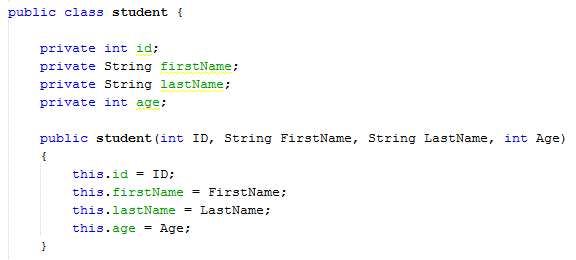 public class student {
private int id;
private String firstName;
private String lastName;
private int age;
public student(int ID, String FirstName, String LastName, int Age)
{
this.id = ID;
this.firstName = FirstName;
this.lastName = LastName;
this.age = Age;
}